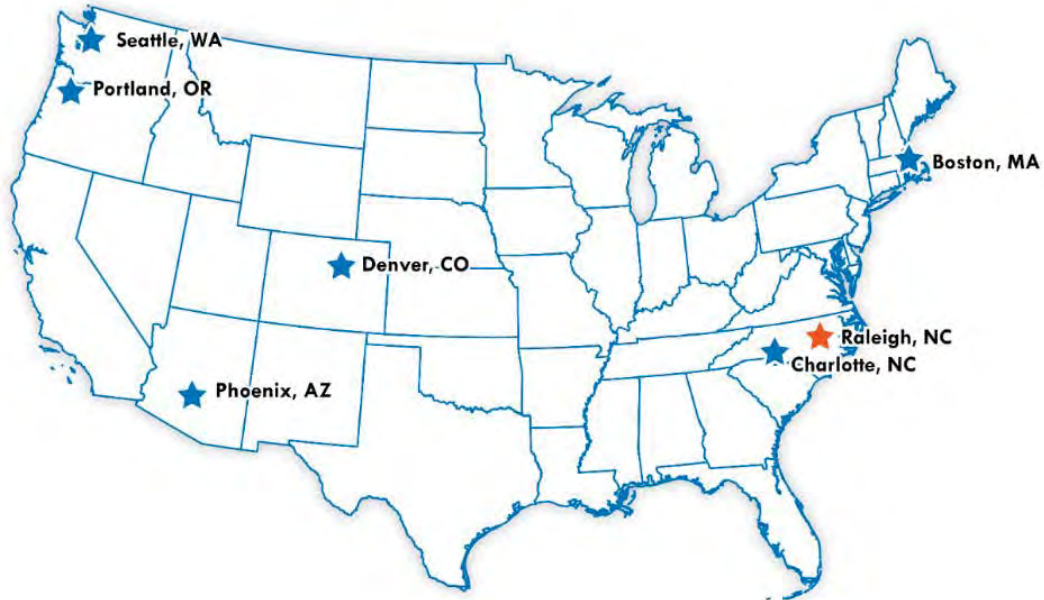 Seattle, WA
Portland, OR
Boston, MA
Denver, CO
Raleigh, NC
Charlotte, NC
Phoenix, AZ